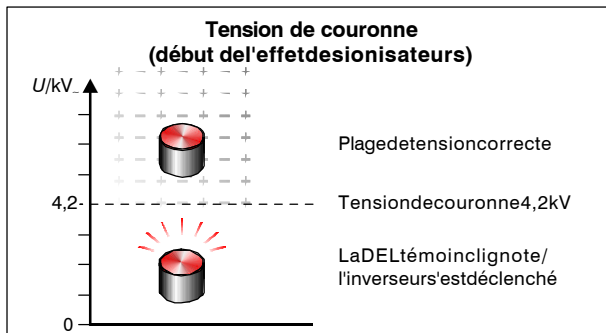 Tension de couronne
(début del'effetdesionisateurs)
U/kV
Plagedetensioncorrecte
4,2
Tensiondecouronne4,2kV
LaDELtémoinclignote/
l'inverseurs'estdéclenché
0